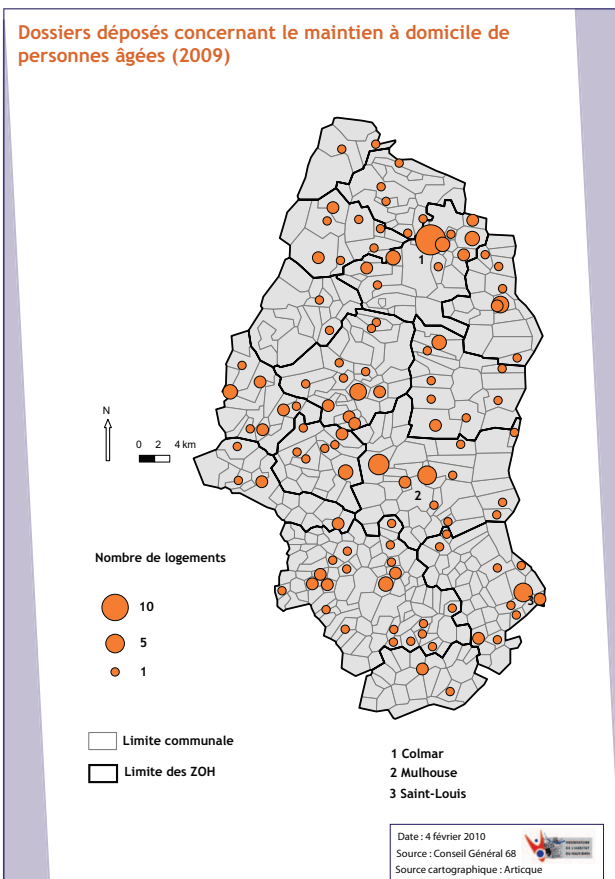 Dossiers déposés concernant le maintien à domicile de
personnes âgées (2009)
1
N
0 2 4 km
2
Nombre de logements
10
3
5
1
Limite communale
Limite des ZOH
1 Colmar
2 Mulhouse
3 Saint-Louis
Date : 4 février 2010
Source : Conseil Général 68
Source cartographique : Articque